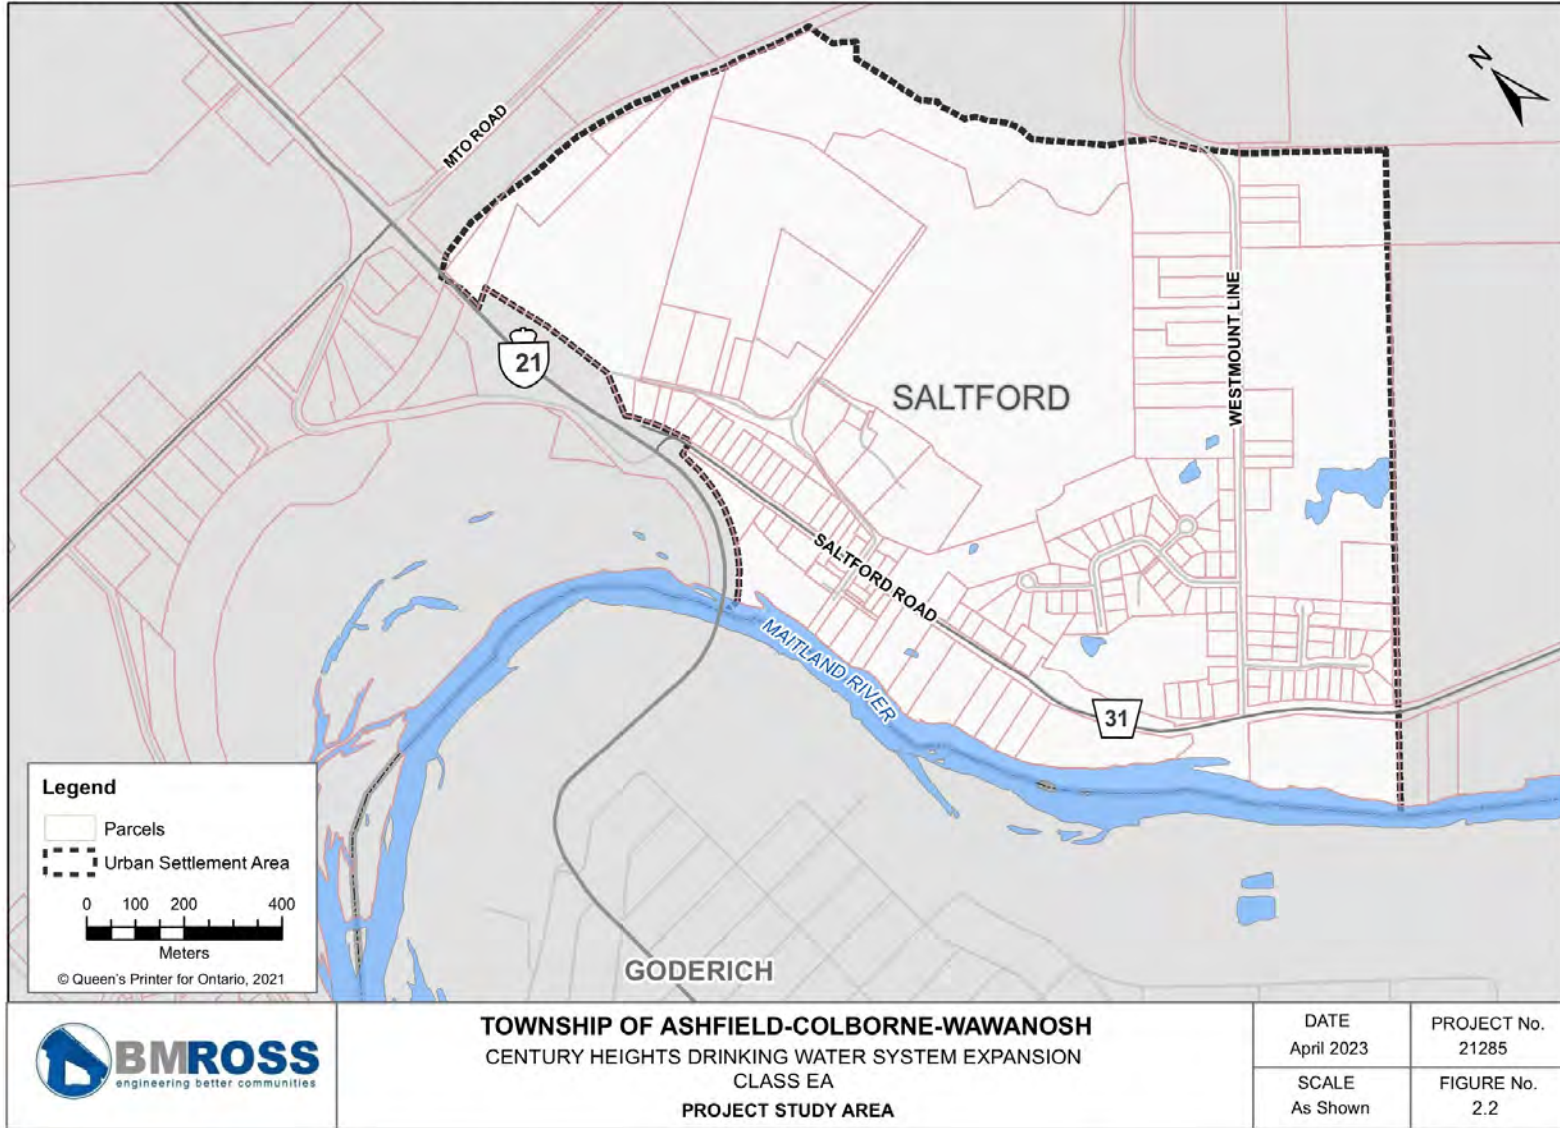 N
MTO ROAD
21
SALTFORD
WESTMOUNT LINE
SALTFORD ROAD
MAITLAND RIVER
31
GODERICH
Legend
Parcels
Urban Settlement Area
0 100 200 400
Meters
© Queen's Printer for Ontario, 2021
BMROSS
engineering better communities
TOWNSHIP OF ASHFIELD-COLBORNE-WAWANOSH
CENTURY HEIGHTS DRINKING WATER SYSTEM EXPANSION
CLASS EA
PROJECT STUDY AREA
DATE
April 2023
PROJECT No.
21285
SCALE
As Shown
FIGURE No.
2.2